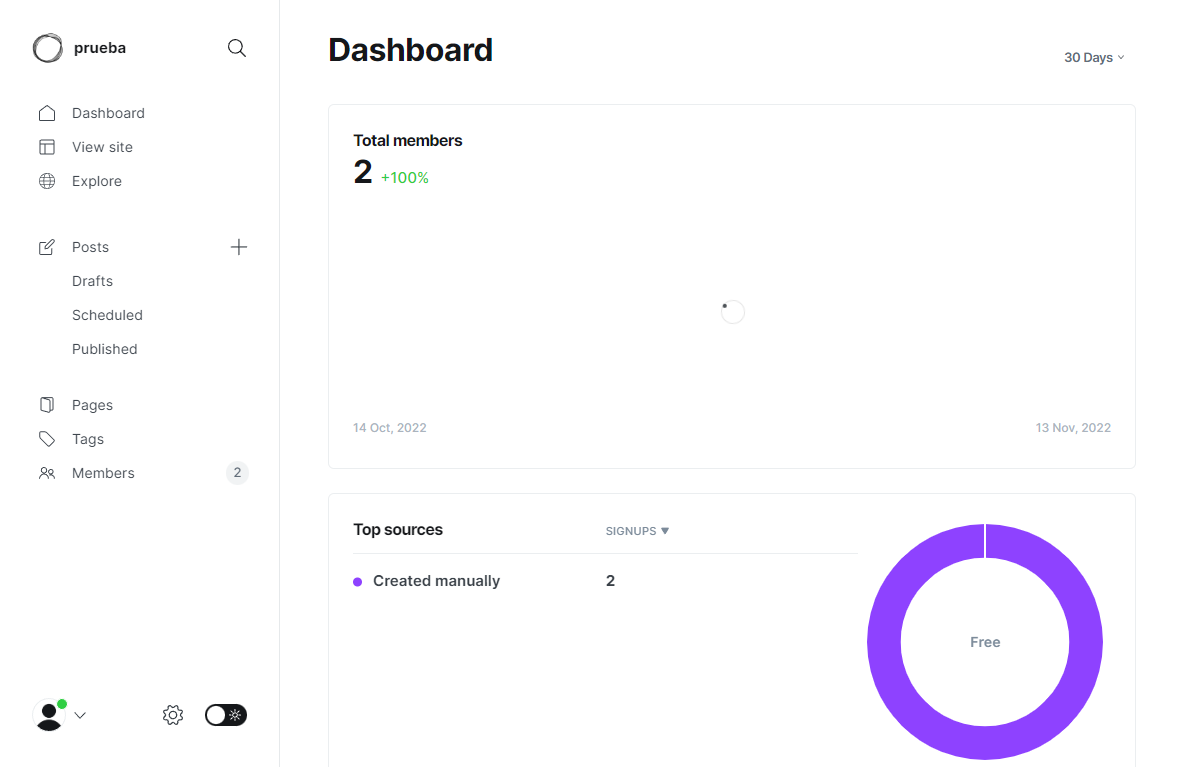 prueba
Dashboard
View site
Explore
Posts
Drafts
Scheduled
Published
Pages
Tags
Members
2
Dashboard
30 Days
Total members
2 +100%
14 Oct, 2022
13 Nov, 2022
Top sources
SIGNUPS ▼
Created manually
2
Free